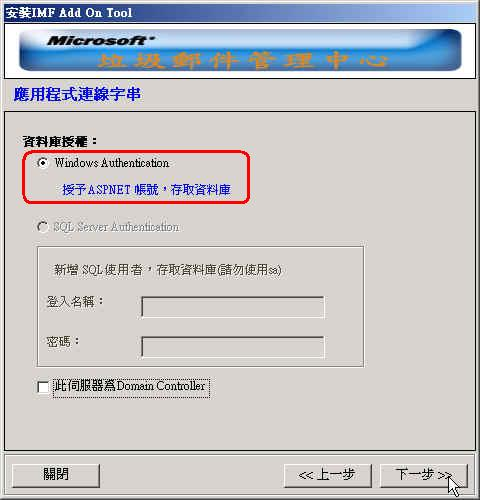 安裝IMF Add On Tool
Microsoft
垃圾郵件管理中心
應用程式連線字串
資料庫授權：
Windows Authentication
授予ASPNET 帳號，存取資料庫
SQL Server Authentication
新增 SQL使用者，存取資料庫(請勿使用sa)
登入名稱：
密碼：
此伺服器為Domain Controller
關閉
<< 上一步
下一步 >>